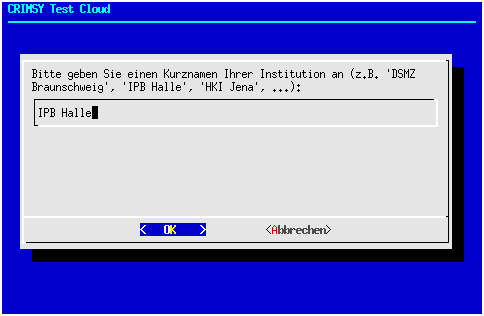 CRIMSY Test Cloud
Bitte geben Sie einen Kurznamen Ihrer Institution an (z.B. 'DSMZ
Braunschweig', 'IPB Halle', 'HKI Jena', ...):
IPB Halle
< OK > <Abbrechen>